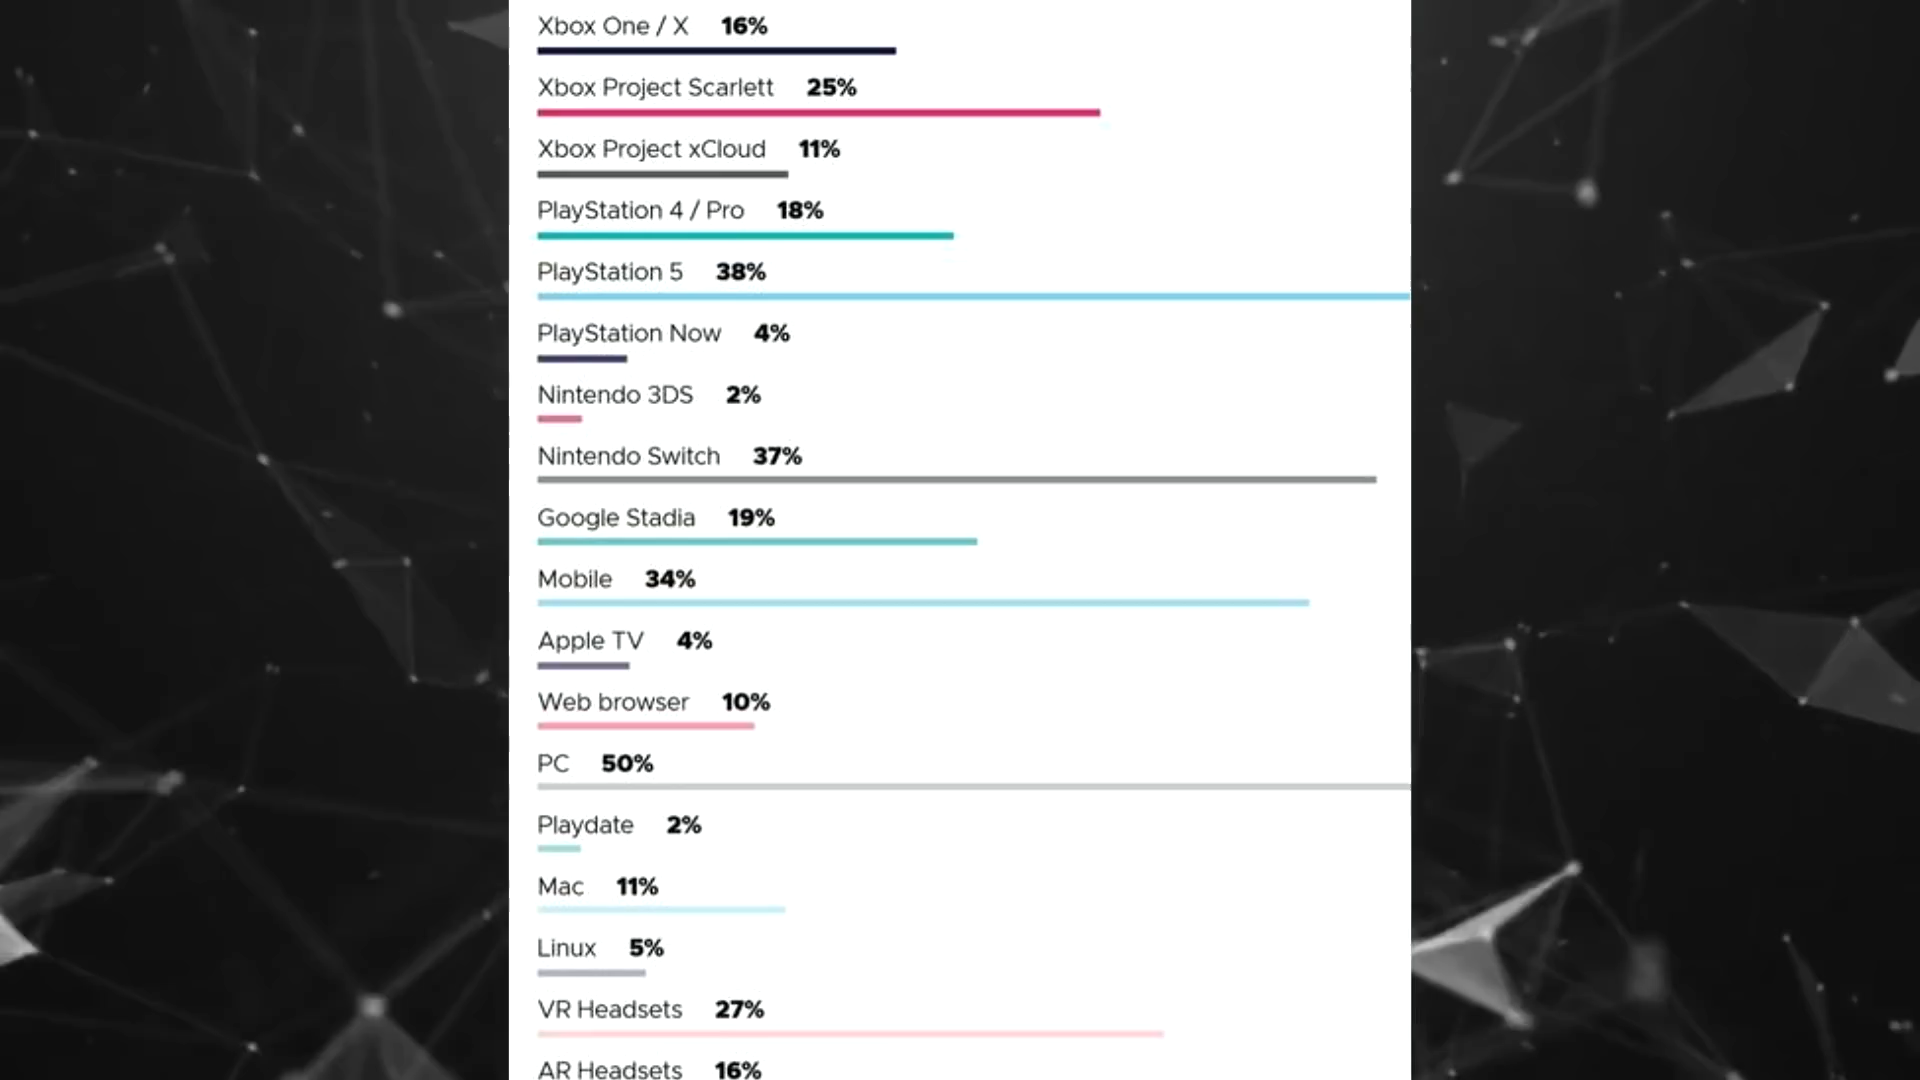 Xbox One / X 16%
Xbox Project Scarlett 25%
Xbox Project xCloud 11%
PlayStation 4 / Pro 18%
PlayStation 5 38%
PlayStation Now 4%
Nintendo 3DS 2%
Nintendo Switch 37%
Google Stadia 19%
Mobile 34%
Apple TV 4%
Web browser 10%
PC 50%
Playdate 2%
Mac 11%
Linux 5%
VR Headsets 27%
AR Headsets 16%